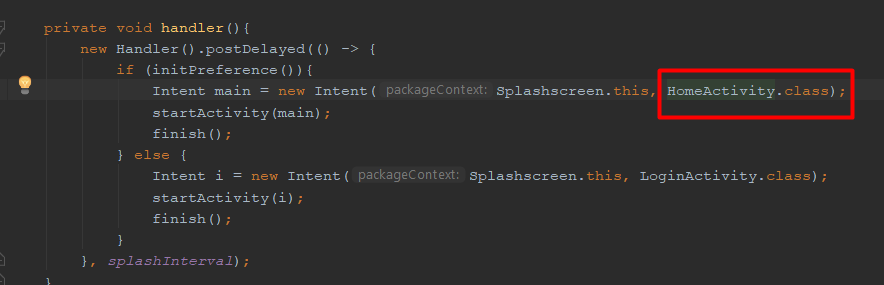 private void handler(){
new Handler().postDelayed(() -> {
if (initPreference()){
Intent main = new Intent( packageContext: Splashscreen.this, HomeActivity.class);
startActivity(main);
finish();
} else {
Intent i = new Intent( packageContext: Splashscreen.this, LoginActivity.class);
startActivity(i);
finish();
}
}, splashInterval);
}